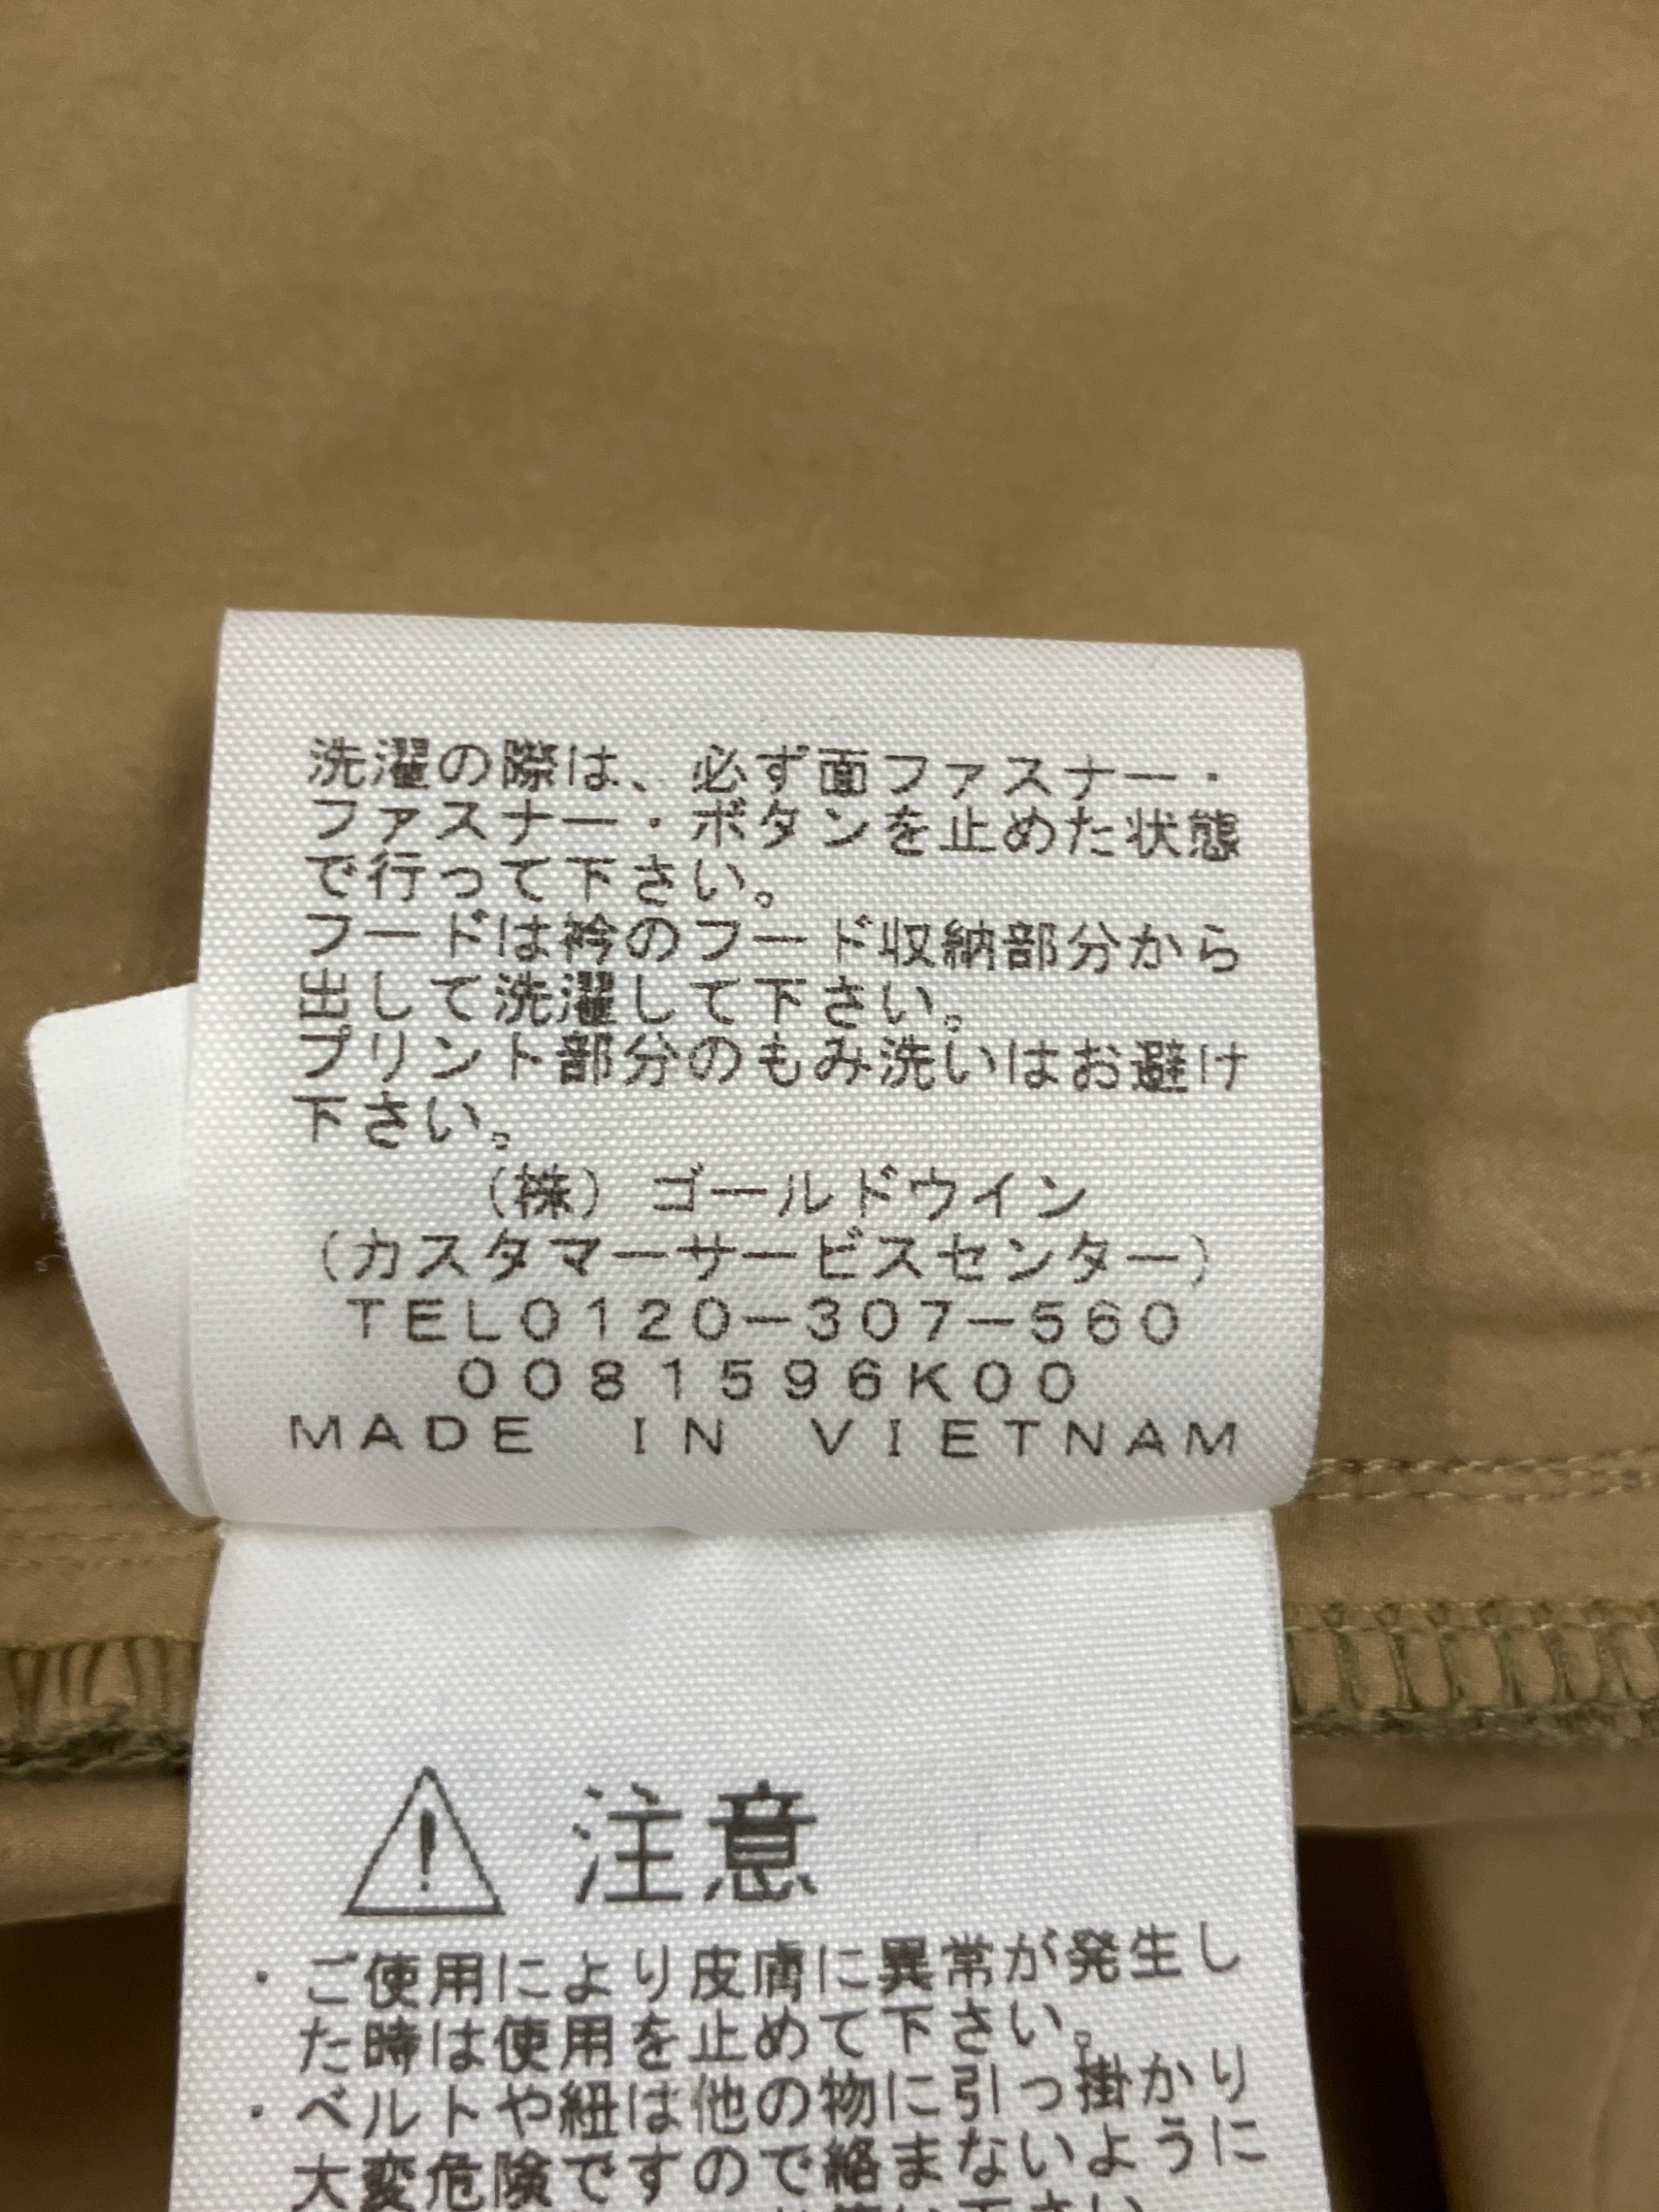 洗濯の際は、必ず面ファスナー・
ファスナー・ボタンを止めた状態
で行って下さい。
フードは衿のフード収納部分から
出して洗濯して下さい。
プリント部分のもみ洗いはお避け
下さい。
(株) ゴールドウイン
(カスタマーサービスセンター)
TEL0120-307-560
0081596K00
MADE IN VIETNAM
注意
・ご使用により皮膚に異常が発生し
た時は使用を止めて下さい。
・ベルトや紐は他の物に引っ掛かり
大変危険ですので絡まないように